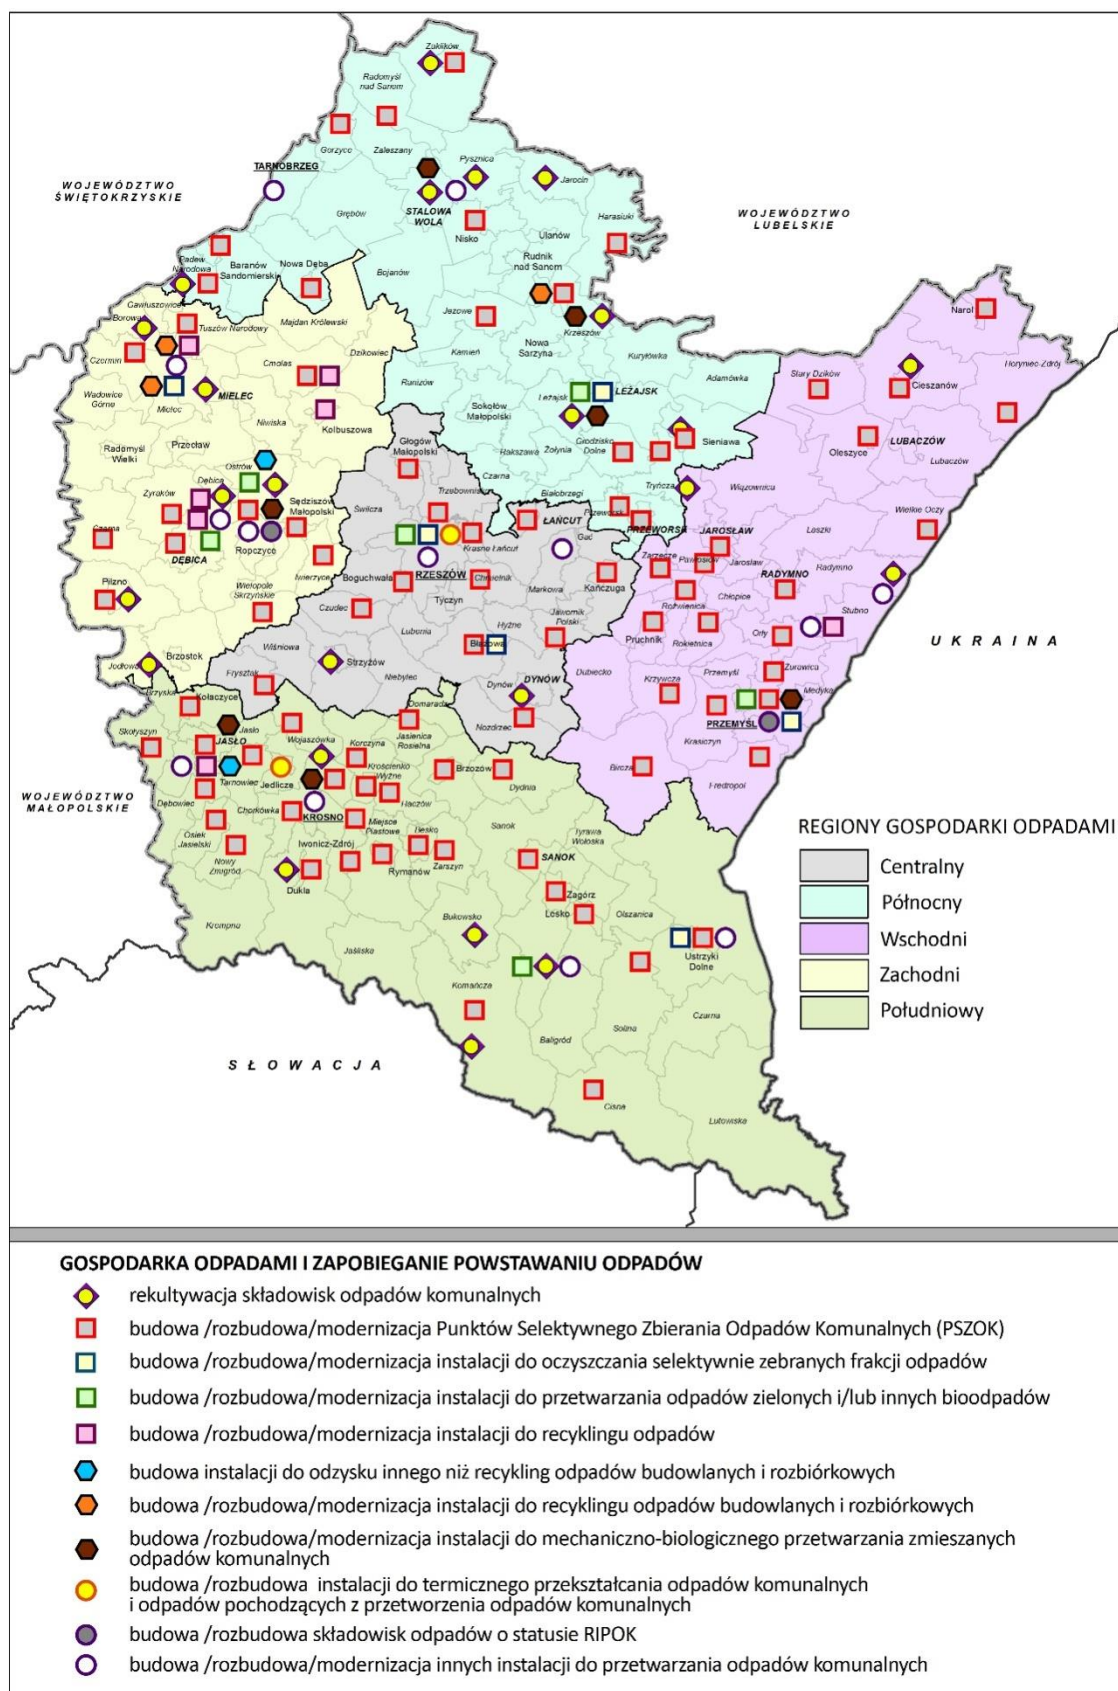 Zaklików
Radomyśl
nad Sanem
Gorzyce
Zaleszany
TARNOBRZEG
Pysznica
Jarocin
WOJEWÓDZTWO
ŚWIĘTOKRZYSKIE
Grębów
STALOWA
WOLA
Nisko
Ulanów
Harasiuki
WOJEWÓDZTWO
LUBELSKIE
Padew
Narodowa
Baranów
Sandomierski
Nowa Dęba
Bojanów
Rudnik
nad Sanem
Gawłuszowice
Borowa
Tuszów Narodowy
Majdan Królewski
Jeżowe
Krzeszów
Narol
Czermin
Cmolas
Dzikowiec
Kamień
Nowa
Sarzyna
Kuryłówka
Horyniec-Zdrój
Wadowice
Górne
Mielec
MIELEC
Niwiska
Raniżów
Leżajsk
LEŻAJSK
Adamówka
Stary Dzików
Cieszanów
Radomyśl
Wielki
Przecław
Kolbuszowa
Sokołów
Małopolski
Głogów
Małopolski
Rakszawa
Żołynia
Grodzisko
Dolne
Sieniawa
Oleszyce
LUBACZÓW
Lubaczów
Ostrów
Żyraków
Dębica
Sędziszów
Małopolski
Trzebownisko
Czarna
Białobrzegi
Tryńcza
Wiązownica
Wielkie Oczy
Czarna
Świlcza
ŁAŃCUT
Przeworsk
PRZEWORSK
JAROSŁAW
Laszki
DĘBICA
Ropczyce
Krasne
Łańcut
Gać
Zarzecze
Pawłosiów
Jarosław
Radymno
Iwierzyce
Boguchwała
RZESZÓW
Chmielnik
Markowa
Kańczuga
RADYMNO
Pilzno
Wielopole
Skrzyńskie
Tyczyn
Roźwienica
Chłopice
Stubno
Czudec
Lubenia
Hyżne
Jawornik
Polski
Pruchnik
Rokietnica
Orły
UKRAINA
Jodłowa
Brzostek
Wiśniowa
Strzyżów
Błażowa
Dubiecko
Przemyśl
Żurawica
Brzyska
Frysztak
Niebylec
Dynów
DYNÓW
Krzywcza
Medyka
Kołaczyce
Domaradz
Nozdrzec
PRZEMYŚL
Skołyszyn
Jasło
JASŁO
Wojaszówka
Korczyna
Jasienica
Rosielna
Krasiczyn
Krościenko
Wyżne
Brzozów
Bircza
Fredropol
WOJEWÓDZTWO
MAŁOPOLSKIE
Tarnowiec
Jedlicze
Dydnia
Dębowiec
Chorkówka
KROSNO
Haczów
Miejsce
Piastowe
Sanok
Tyrawa
Wołoska
Osiek
Jasielski
Iwonicz-Zdrój
Besko
SANOK
Nowy
Żmigród
Rymanów
Zarszyn
Dukla
Zagórz
Lesko
Olszanica
Krempna
Jaśliska
Bukowsko
Ustrzyki
Dolne
Komańcza
Solina
Czarna
Baligród
SŁOWACJA
Cisna
Lutowiska
REGIONY GOSPODARKI ODPADAMI
Centralny
Północny
Wschodni
Zachodni
Południowy
GOSPODARKA ODPADAMI I ZAPOBIEGANIE POWSTAWANIU ODPADÓW
rekultywacja składowisk odpadów komunalnych
budowa /rozbudowa/modernizacja Punktów Selektywnego Zbierania Odpadów Komunalnych (PSZOK)
budowa /rozbudowa/modernizacja instalacji do oczyszczania selektywnie zebranych frakcji odpadów
budowa /rozbudowa/modernizacja instalacji do przetwarzania odpadów zielonych i/lub innych bioodpadów
budowa /rozbudowa/modernizacja instalacji do recyklingu odpadów
budowa instalacji do odzysku innego niż recykling odpadów budowlanych i rozbiórkowych
budowa /rozbudowa/modernizacja instalacji do recyklingu odpadów budowlanych i rozbiórkowych
budowa /rozbudowa/modernizacja instalacji do mechaniczno-biologicznego przetwarzania zmieszanych
odpadów komunalnych
budowa /rozbudowa instalacji do termicznego przekształcania odpadów komunalnych
i odpadów pochodzących z przetworzenia odpadów komunalnych
budowa /rozbudowa składowisk odpadów o statusie RIPOK
budowa /rozbudowa/modernizacja innych instalacji do przetwarzania odpadów komunalnych